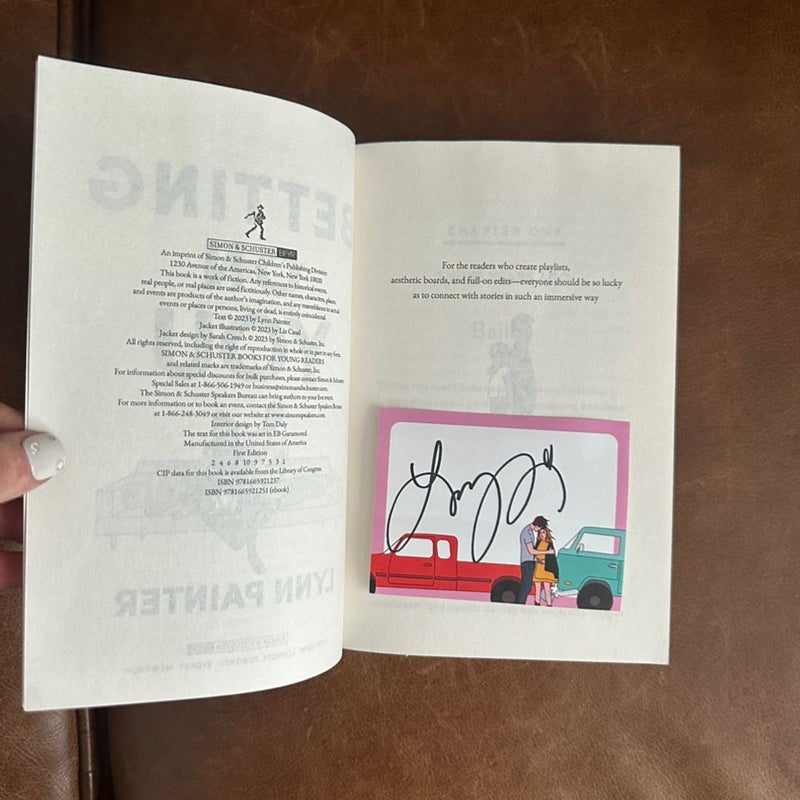 BETTING
SIMON & SCHUSTER BFYR
An imprint of Simon & Schuster Children's Publishing Division
1230 Avenue of the Americas, New York, New York 10020
This book is a work of fiction. Any references to historical events,
real people, or real places are used fictitiously. Other names, characters, places,
and events are products of the author's imagination, and any resemblance to actual
events or places or persons, living or dead, is entirely coincidental.
Text © 2023 by Lynn Painter
Jacket illustration © 2023 by Liz Casal
Jacket design by Sarah Creech © 2023 by Simon & Schuster, Inc.
All rights reserved, including the right of reproduction in whole or in part in any form.
SIMON & SCHUSTER BOOKS FOR YOUNG READERS
and related marks are trademarks of Simon & Schuster, Inc.
For information about special discounts for bulk purchases, please contact Simon & Schuster
Special Sales at 1-866-506-1949 or business@simonandschuster.com.
The Simon & Schuster Speakers Bureau can bring authors to your live event.
For more information or to book an event, contact the Simon & Schuster Speakers Bureau
at 1-866-248-3049 or visit our website at www.simonspeakers.com.
Interior design by Tom Daly
The text for this book was set in EB Garamond.
Manufactured in the United States of America
First Edition
2 4 6 8 10 9 7 5 3 1
CIP data for this book is available from the Library of Congress.
ISBN 9781665921237
ISBN 9781665921251 (ebook)
LYNN PAINTER
For the readers who create playlists,
aesthetic boards, and full-on edits—everyone should be so lucky
as to connect with stories in such an immersive way